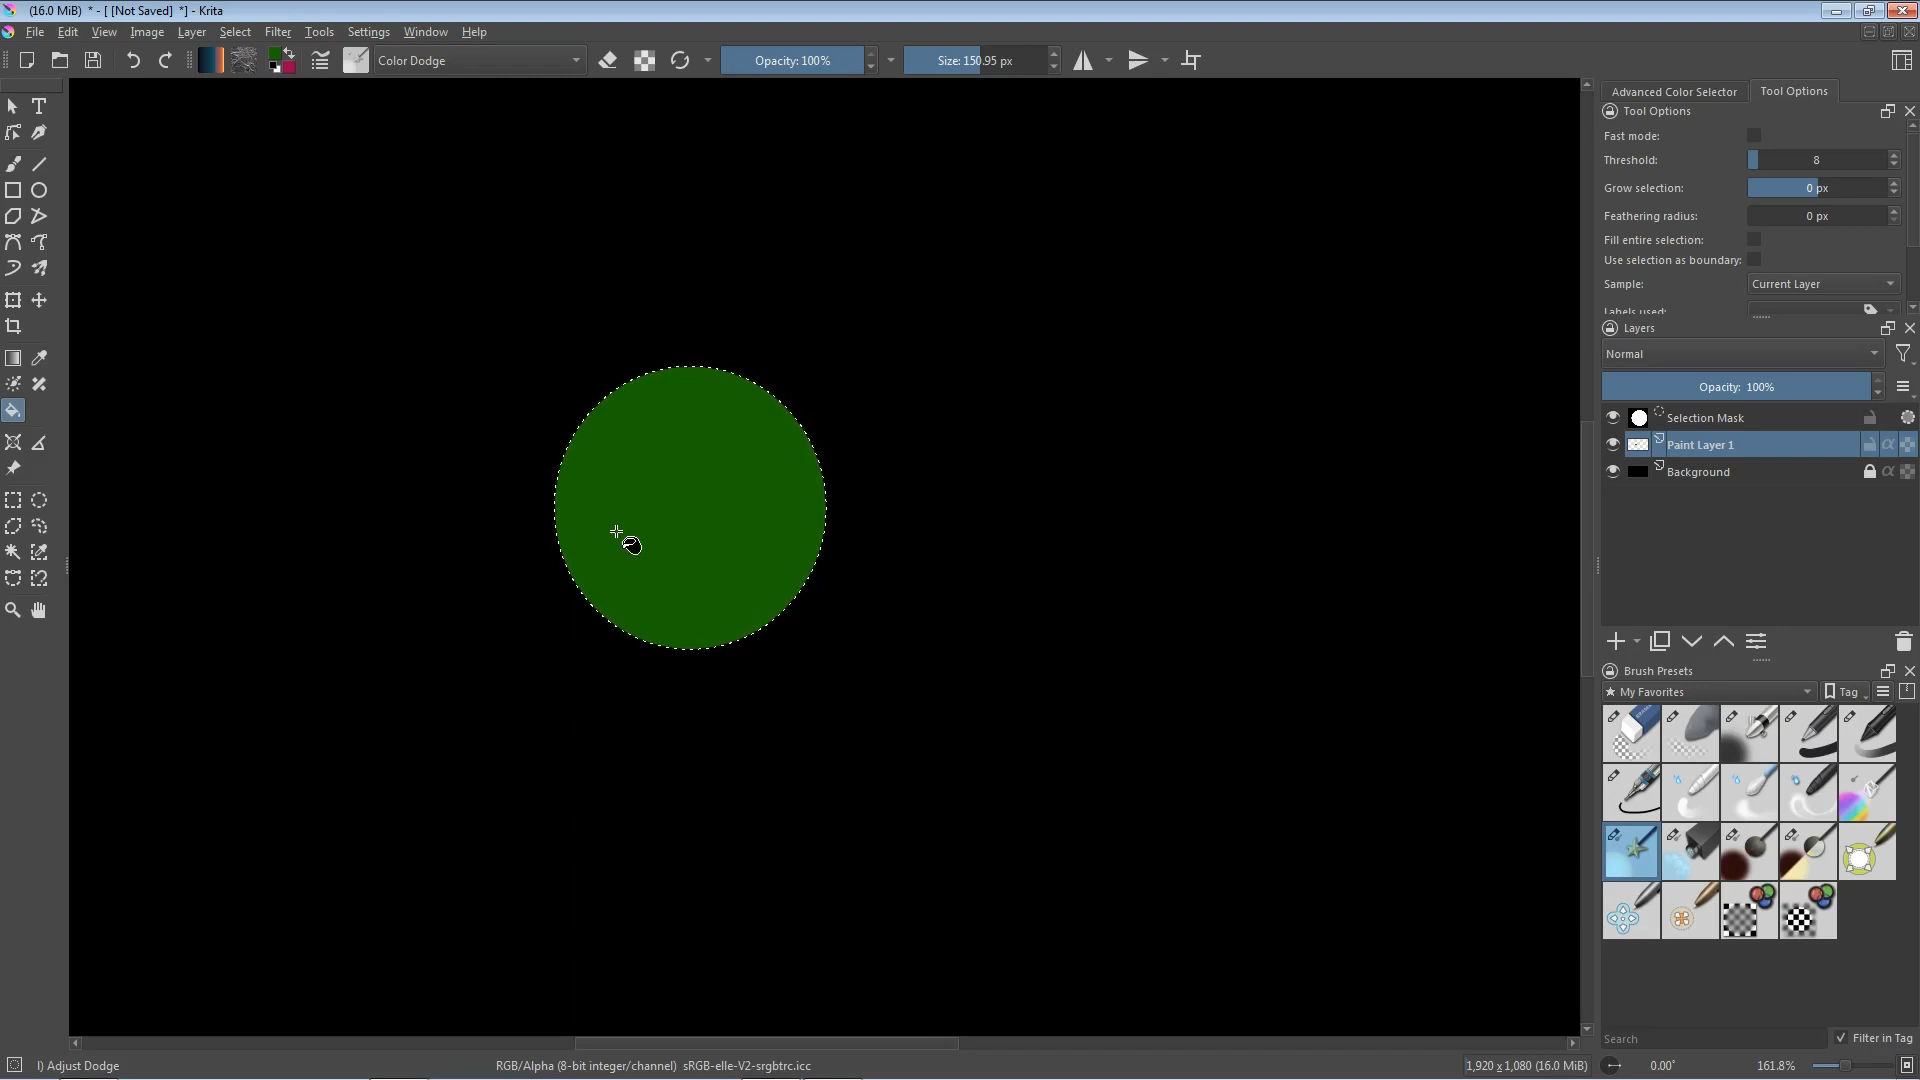 (16.0 MiB)  * - [ [Not Saved]  *] - Krita
File Edit View Image Layer Select Filter Tools Settings Window Help
Color Dodge
Opacity: 100%
Size: 150.95 px
Advanced Color Selector
Tool Options
Tool Options
Fast mode:
Threshold:
8
Grow selection:
0 px
Feathering radius:
0 px
Fill entire selection:
Use selection as boundary:
Sample:
Current Layer
Labels used:
Layers
Normal
Opacity:  100%
Selection Mask
Paint Layer 1
Background
Brush Presets
★ My Favorites
Tag
Search
Filter in Tag
I) Adjust Dodge
RGB/Alpha (8-bit integer/channel)  sRGB-elle-V2-srgbtrc.icc
1,920 x 1,080 (16.0 MiB)
0.00°
161.8%